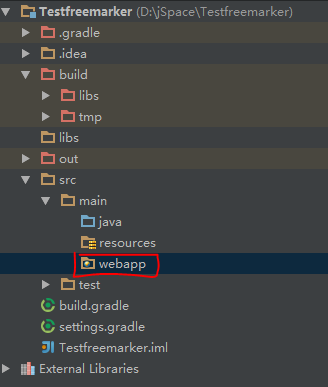 Testfreemarker (D:\jSpace\Testfreemarker)
.gradle
.idea
build
libs
tmp
libs
out
src
main
java
resources
webapp
test
build.gradle
settings.gradle
Testfreemarker.iml
External Libraries